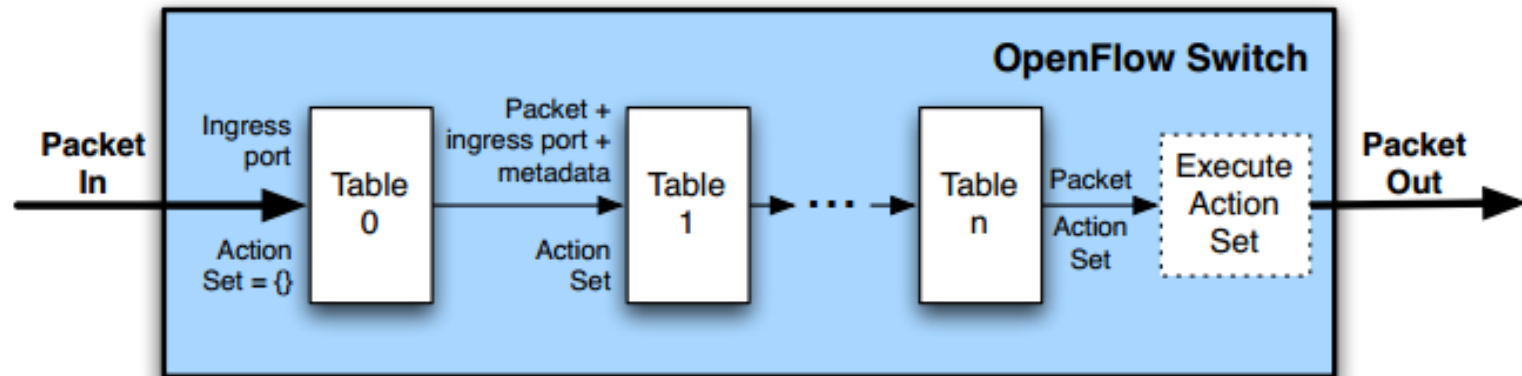 OpenFlow Switch
Packet
In
Ingress
port
Action
Set = {}
Table
0
Packet +
ingress port +
metadata
Action
Set
Table
1
...
Table
n
Packet
Action
Set
Execute
Action
Set
Packet
Out